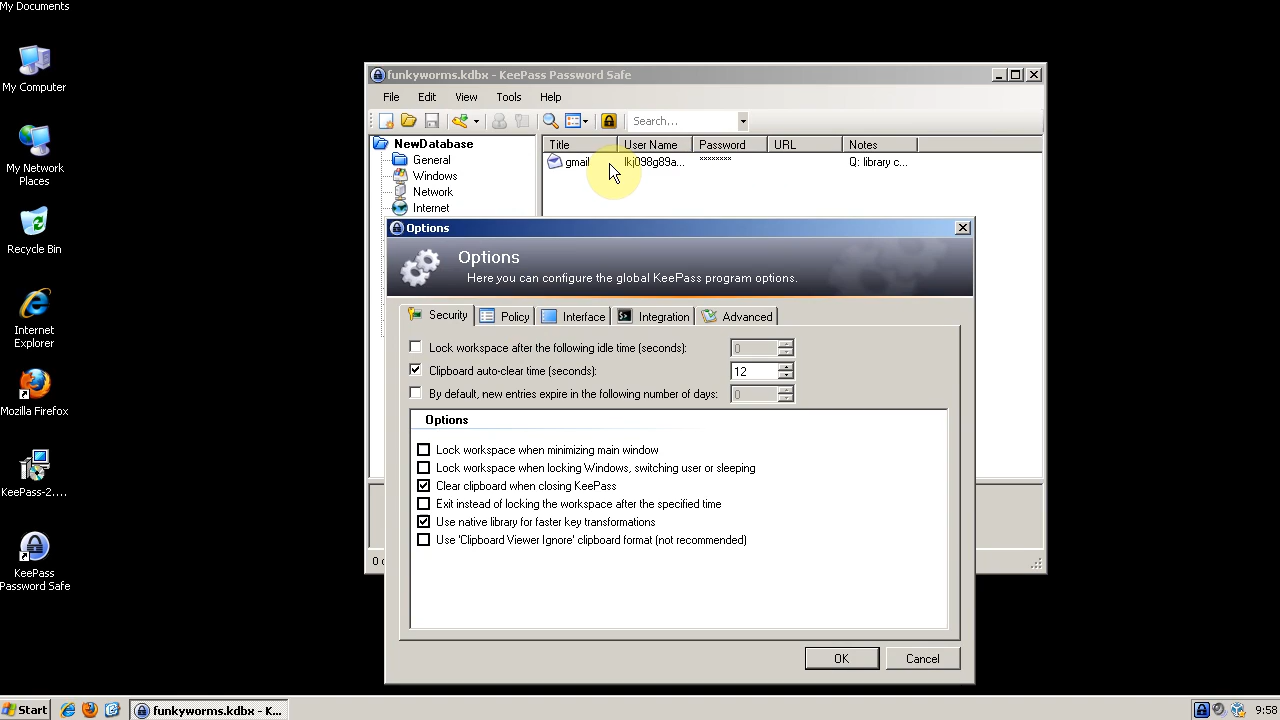 My Documents
My Computer
My Network
Places
Recycle Bin
Internet
Explorer
Mozilla Firefox
KeePass-2....
KeePass
Password Safe
funkyworms.kdbx - KeePass Password Safe
File Edit View Tools Help
Search...
NewDatabase
General
Windows
Network
Internet
Title User Name Password URL Notes
gmail lkj098g89a... ******** Q: library c...
Options
Options
Here you can configure the global KeePass program options.
Security Policy Interface Integration Advanced
Lock workspace after the following idle time (seconds): 0
Clipboard auto-clear time (seconds): 12
By default, new entries expire in the following number of days: 0
Options
Lock workspace when minimizing main window
Lock workspace when locking Windows, switching user or sleeping
Clear clipboard when closing KeePass
Exit instead of locking the workspace after the specified time
Use native library for faster key transformations
Use 'Clipboard Viewer Ignore' clipboard format (not recommended)
OK Cancel
Start funkyworms.kdbx - K... 9:58